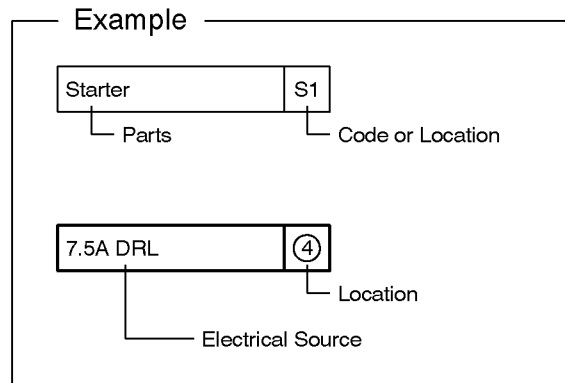 Example
Starter S1
Parts Code or Location
7.5A DRL 4
Location
Electrical Source